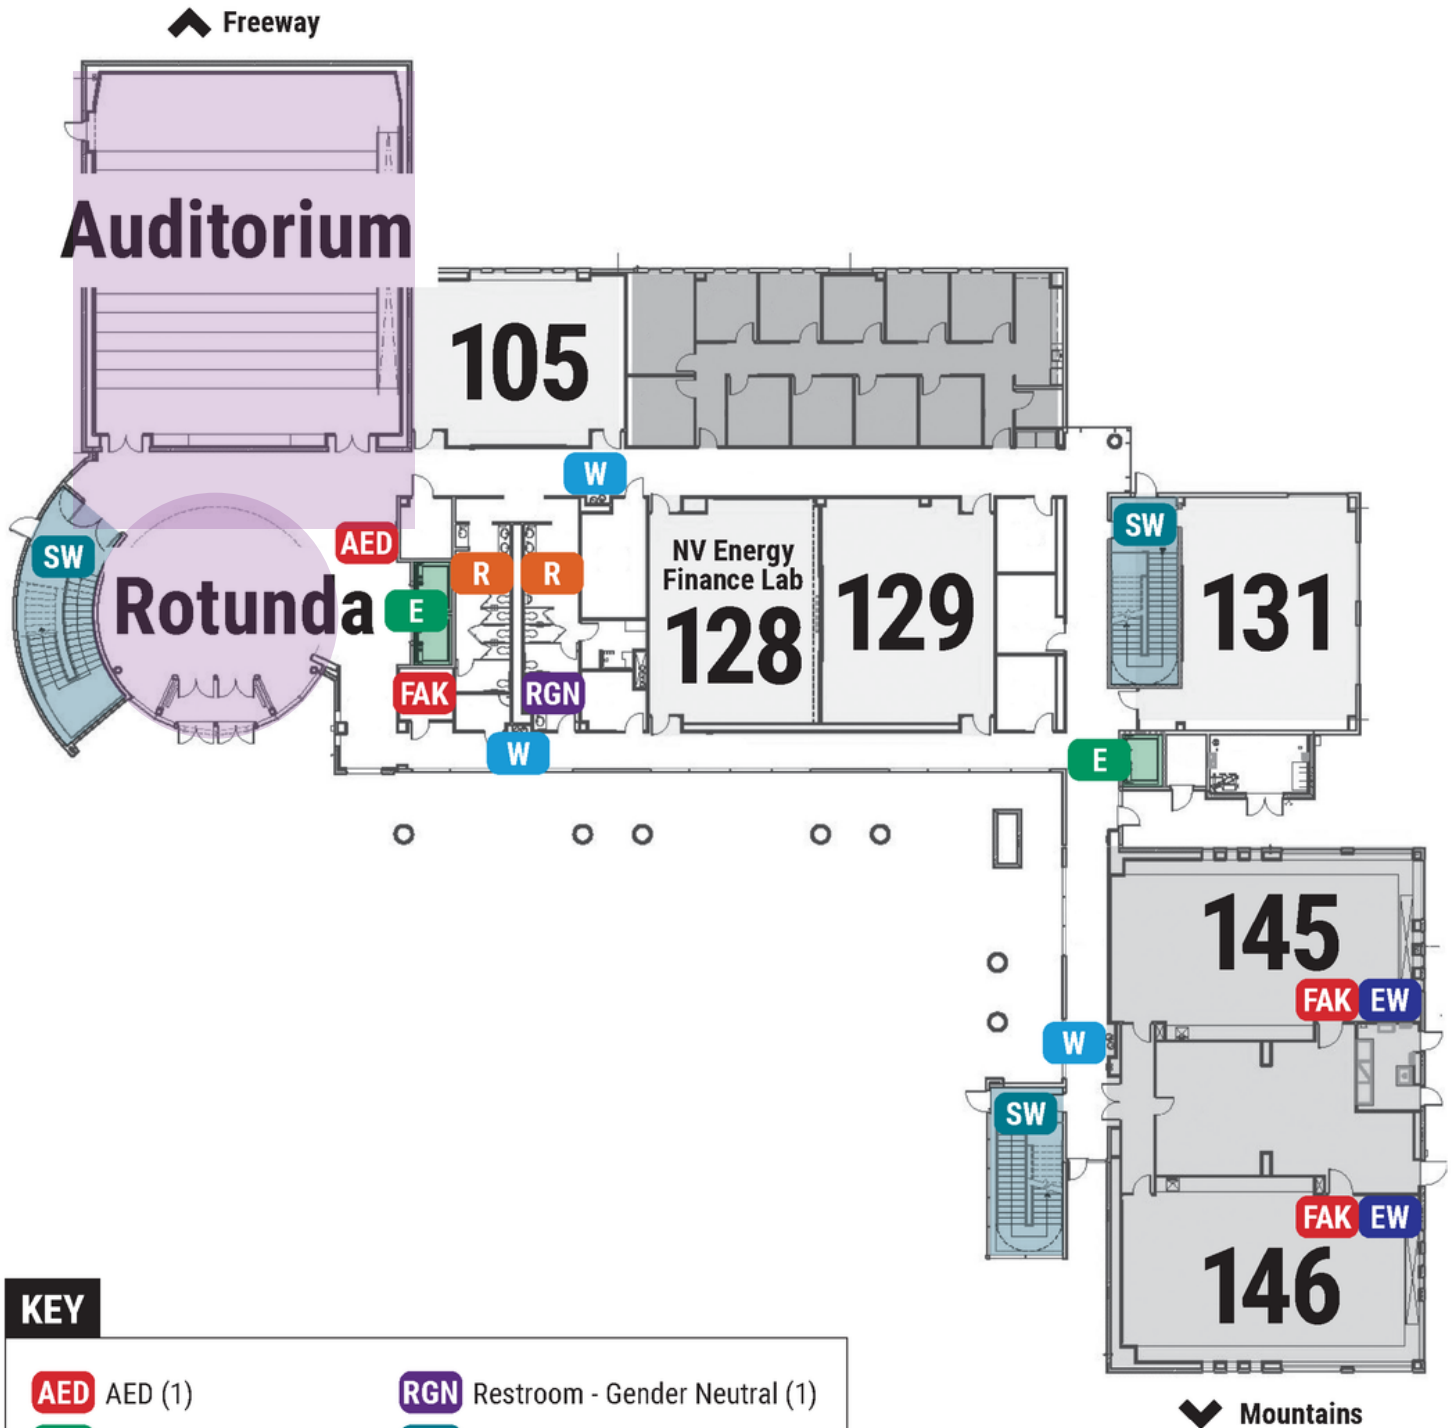 Freeway
Auditorium
105
W
AED
SW
SW
R
R
NV Energy
Finance Lab
128
129
131
Rotunda
E
FAK
RGN
W
E
145
FAK
EW
W
SW
FAK
EW
146
KEY
AED
AED (1)
RGN
Restroom - Gender Neutral (1)
Mountains